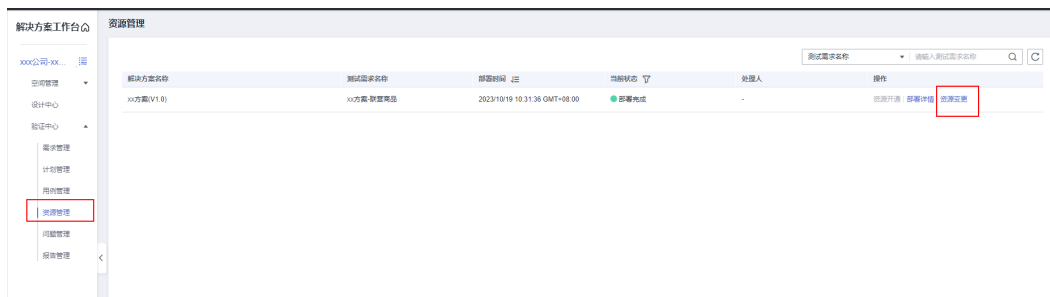 解决方案工作台
资源管理
xxx公司-xx...
空间管理
设计中心
验证中心
需求管理
计划管理
用例管理
资源管理
问题管理
报告管理
测试需求名称 请输入测试需求名称
解决方案名称 测试需求名称 部署时间 当前状态 处理人 操作
xx方案(V1.0) xx方案-联营商品 2023/10/19 10:31:36 GMT+08:00 部署完成 - 资源开通 部署详情 资源变更